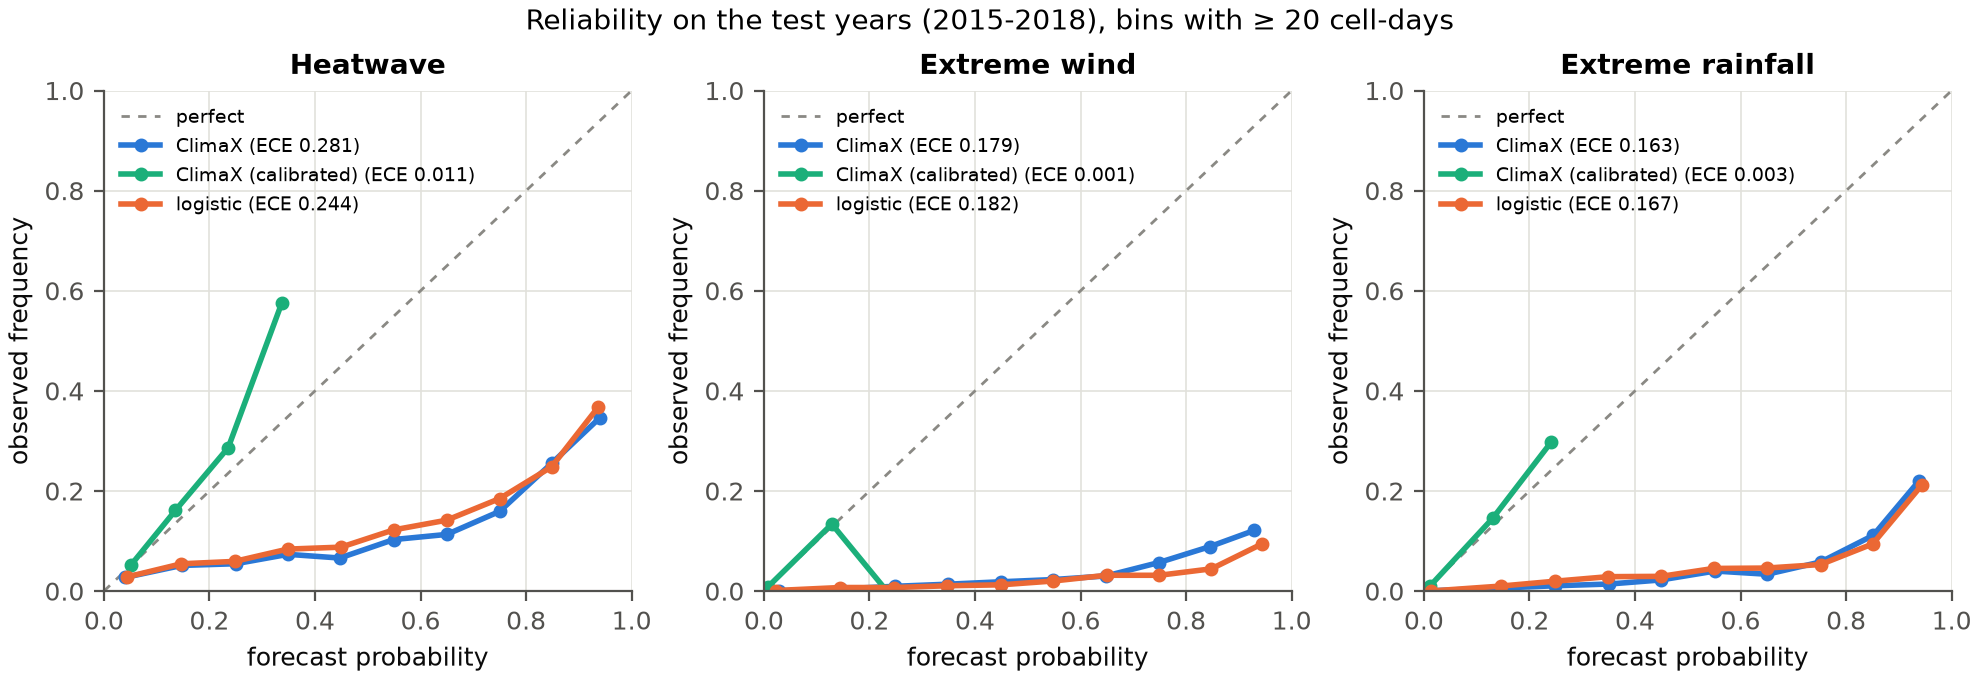 Reliability on the test years (2015-2018), bins with ≥ 20 cell-days
Heatwave
1.0
0.8
0.6
0.4
0.2
0.0
observed frequency
perfect
ClimaX (ECE 0.281)
ClimaX (calibrated) (ECE 0.011)
logistic (ECE 0.244)
0.0 0.2 0.4 0.6 0.8 1.0
forecast probability
Extreme wind
1.0
0.8
0.6
0.4
0.2
0.0
observed frequency
perfect
ClimaX (ECE 0.179)
ClimaX (calibrated) (ECE 0.001)
logistic (ECE 0.182)
0.0 0.2 0.4 0.6 0.8 1.0
forecast probability
Extreme rainfall
1.0
0.8
0.6
0.4
0.2
0.0
observed frequency
perfect
ClimaX (ECE 0.163)
ClimaX (calibrated) (ECE 0.003)
logistic (ECE 0.167)
0.0 0.2 0.4 0.6 0.8 1.0
forecast probability